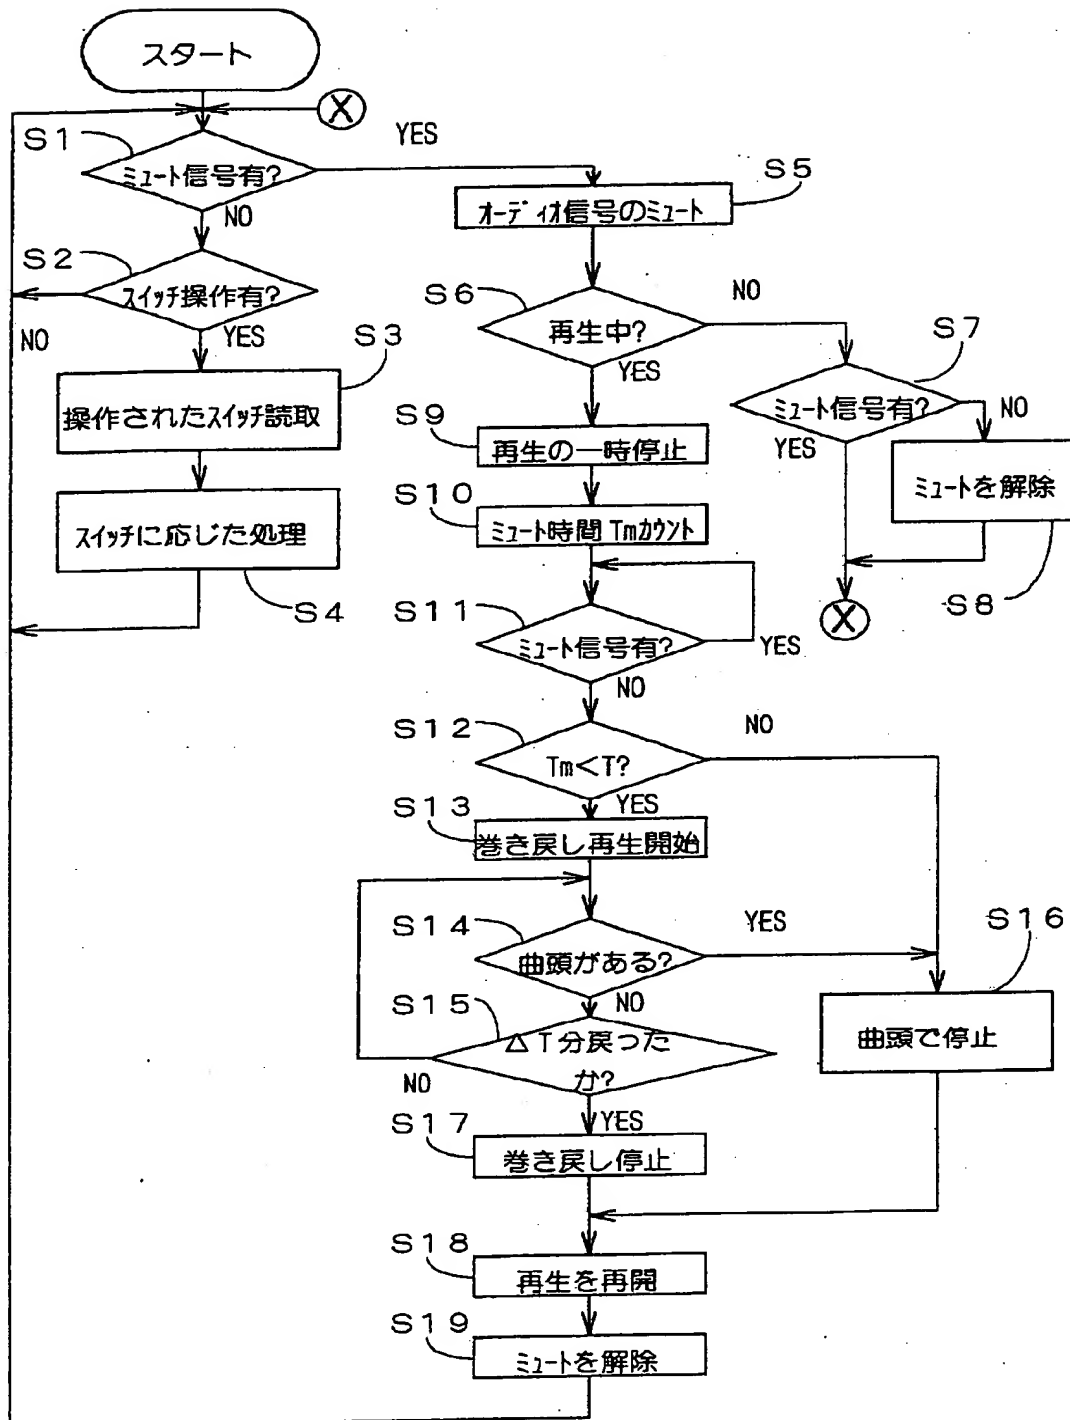 スタート
X
S1
YES
ミュート信号有?
NO
S5
オーディオ信号のミュート
S2
スイッチ操作有?
NO
YES
S3
操作されたスイッチ読取
スイッチに応じた処理
S4
S6
再生中?
NO
YES
S7
ミュート信号有?
NO
YES
ミュートを解除
S8
X
S9
再生の一時停止
S10
ミュート時間 Tmカウント
S11
ミュート信号有?
YES
NO
S12
Tm<T?
NO
YES
S13
巻き戻し再生開始
S14
曲頭がある?
YES
NO
S15
△T分戻った
か?
NO
YES
S16
曲頭で停止
S17
巻き戻し停止
S18
再生を再開
S19
ミュートを解除